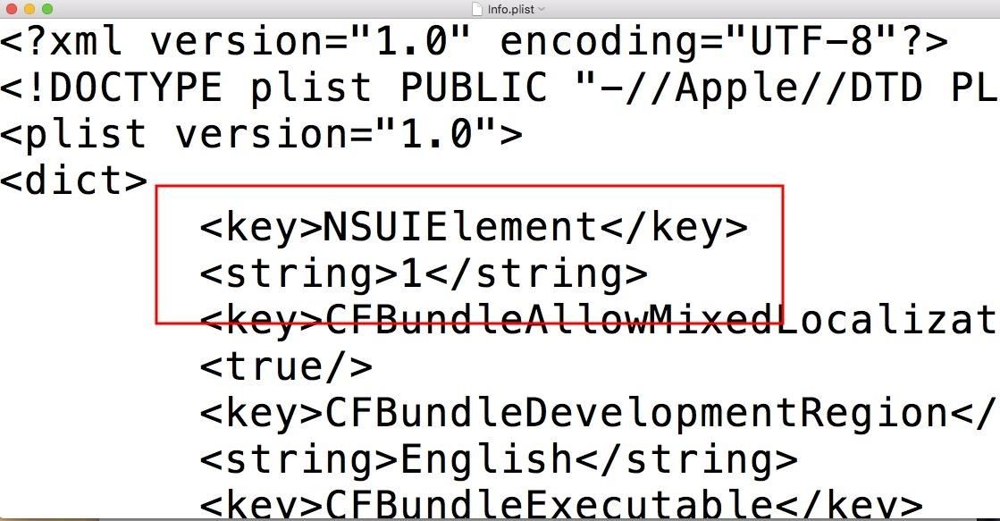 Info.plist
<?xml version="1.0" encoding="UTF-8"?>
<!DOCTYPE plist PUBLIC "-//Apple//DTD PL
<plist version="1.0">
<dict>
<key>NSUIElement</key>
<string>1</string>
<key>CFBundleAllowMixedLocalizat
<true/>
<key>CFBundleDevelopmentRegion</
<string>English</string>
<key>CFBundleExecutable</key>